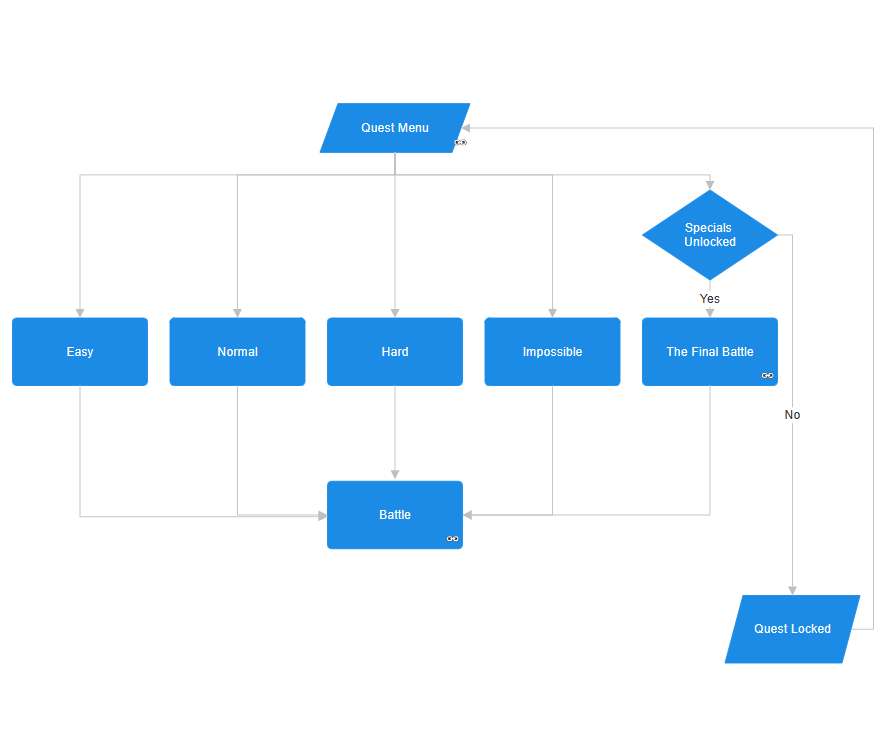 Quest Menu
Specials
Unlocked
Yes
Easy
Normal
Hard
Impossible
The Final Battle
No
Battle
Quest Locked